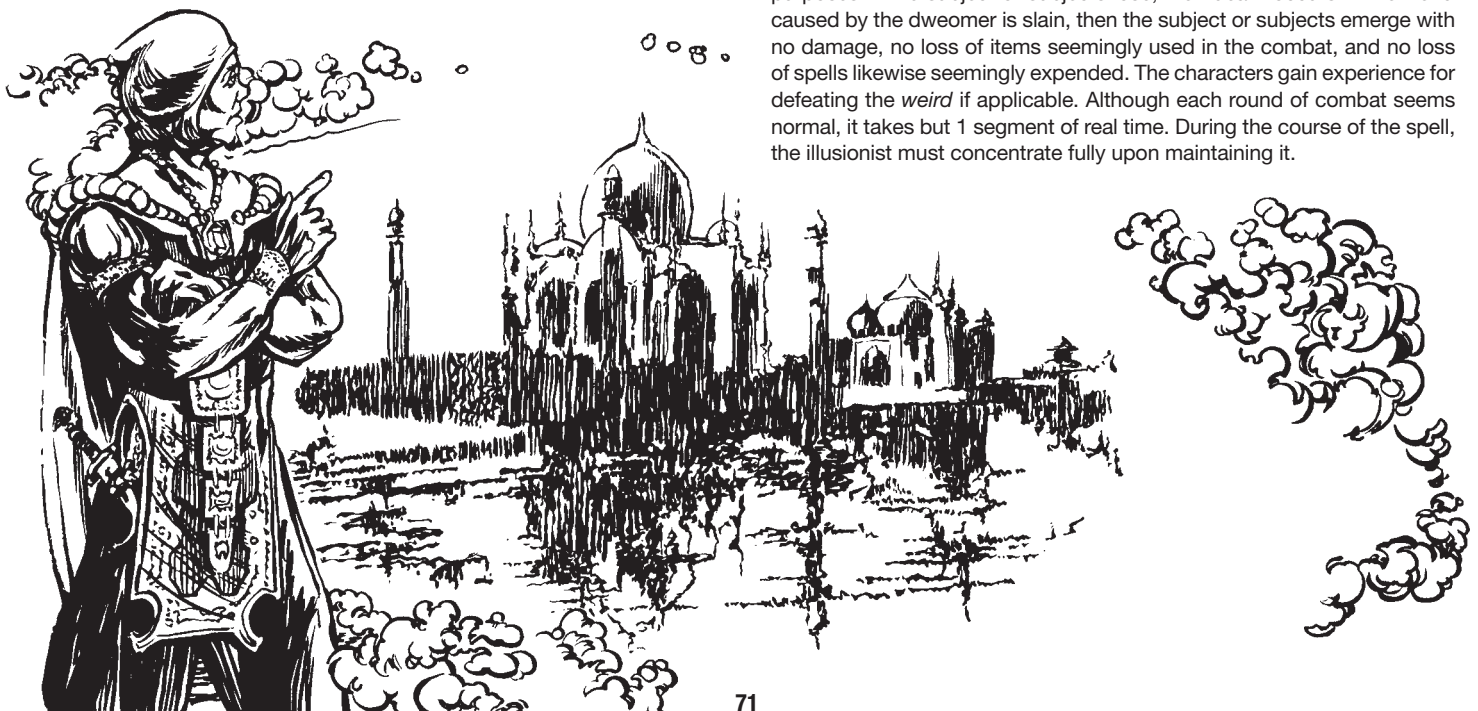 caused by the dweomer is slain, then the subject or subjects emerge with
no damage, no loss of items seemingly used in the combat, and no loss
of spells likewise seemingly expended. The characters gain experience for
defeating the weird if applicable. Although each round of combat seems
normal, it takes but 1 segment of real time. During the course of the spell,
the illusionist must concentrate fully upon maintaining it.
71